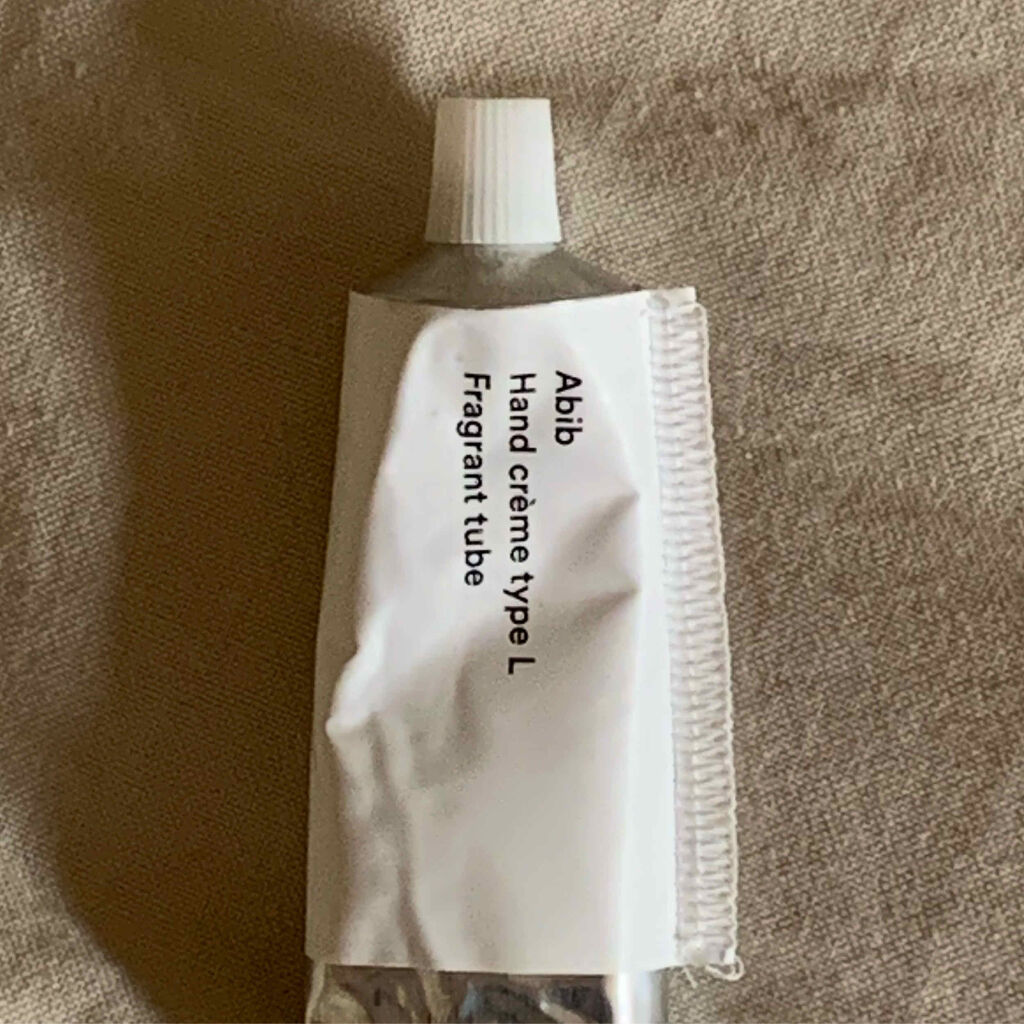 Abib
Hand crème type L
Fragrant tube